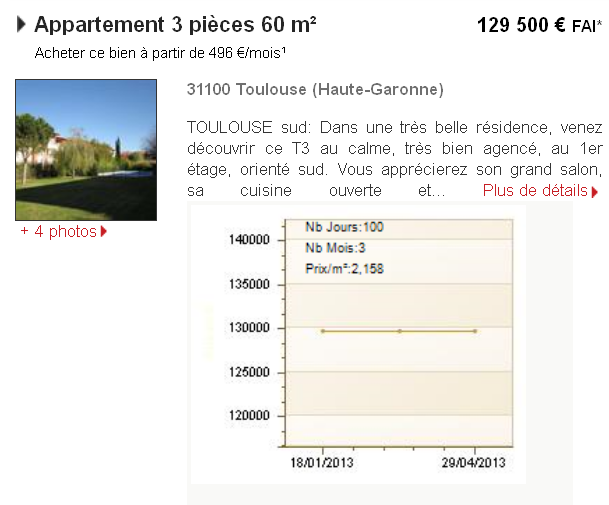 Appartement 3 pièces 60 m²
129 500 € FAI*
Acheter ce bien à partir de 496 €/mois¹
31100 Toulouse (Haute-Garonne)
TOULOUSE sud: Dans une très belle résidence, venez
découvrir ce T3 au calme, très bien agencé, au 1er
étage, orienté sud. Vous apprécierez son grand salon,
sa cuisine ouverte et... Plus de détails
+ 4 photos
Nb Jours:100
Nb Mois:3
Prix/m²:2,158
140000
135000
130000
125000
120000
18/01/2013
29/04/2013